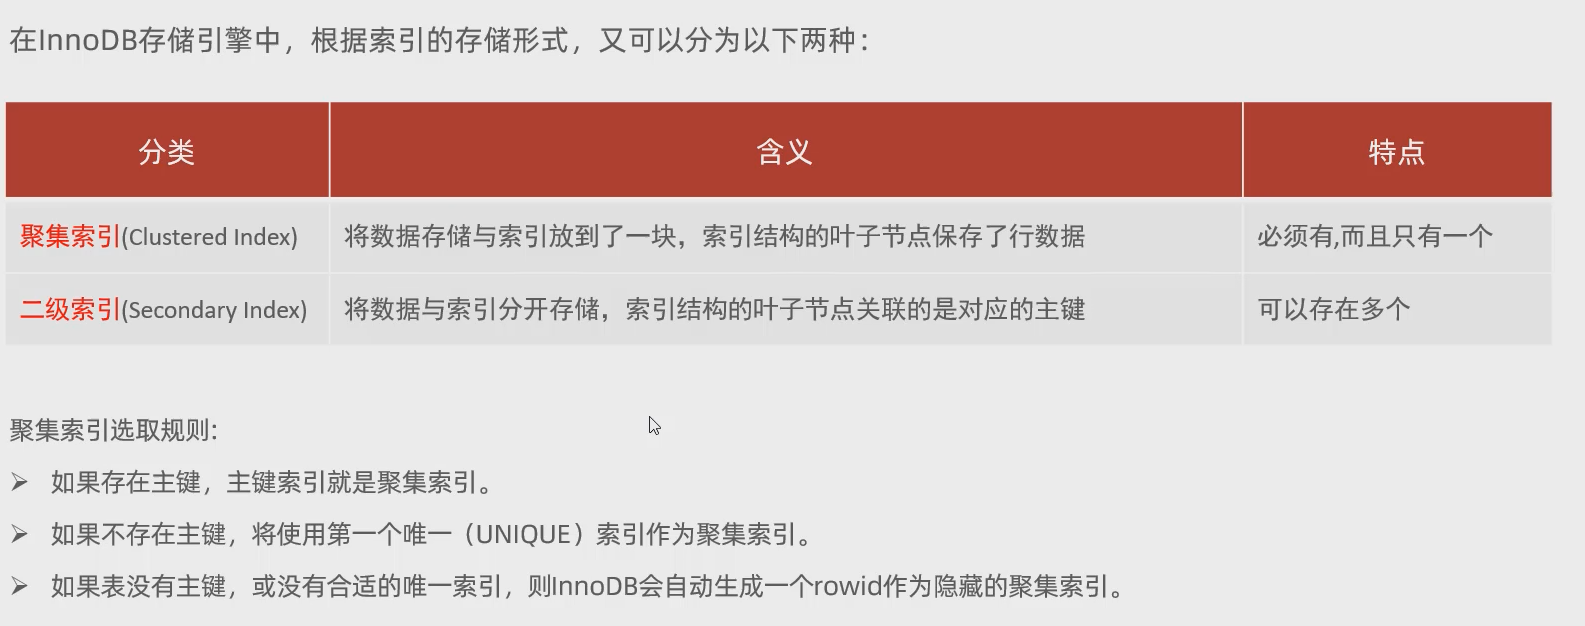 在InnoDB存储引擎中，根据索引的存储形式，又可以分为以下两种：
分类 含义 特点
聚集索引(Clustered Index) 将数据存储与索引放到了一块，索引结构的叶子节点保存了行数据 必须有,而且只有一个
二级索引(Secondary Index) 将数据与索引分开存储，索引结构的叶子节点关联的是对应的主键 可以存在多个
聚集索引选取规则:
➢ 如果存在主键，主键索引就是聚集索引。
➢ 如果不存在主键，将使用第一个唯一（UNIQUE）索引作为聚集索引。
➢ 如果表没有主键，或没有合适的唯一索引，则InnoDB会自动生成一个rowid作为隐藏的聚集索引。